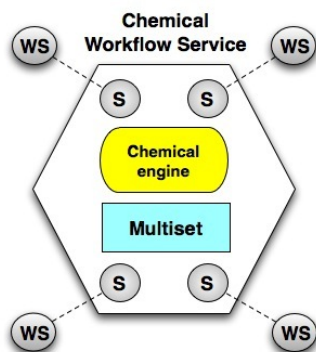 Chemical
Workflow Service
WS
WS
S
S
Chemical
engine
Multiset
S
S
WS
WS